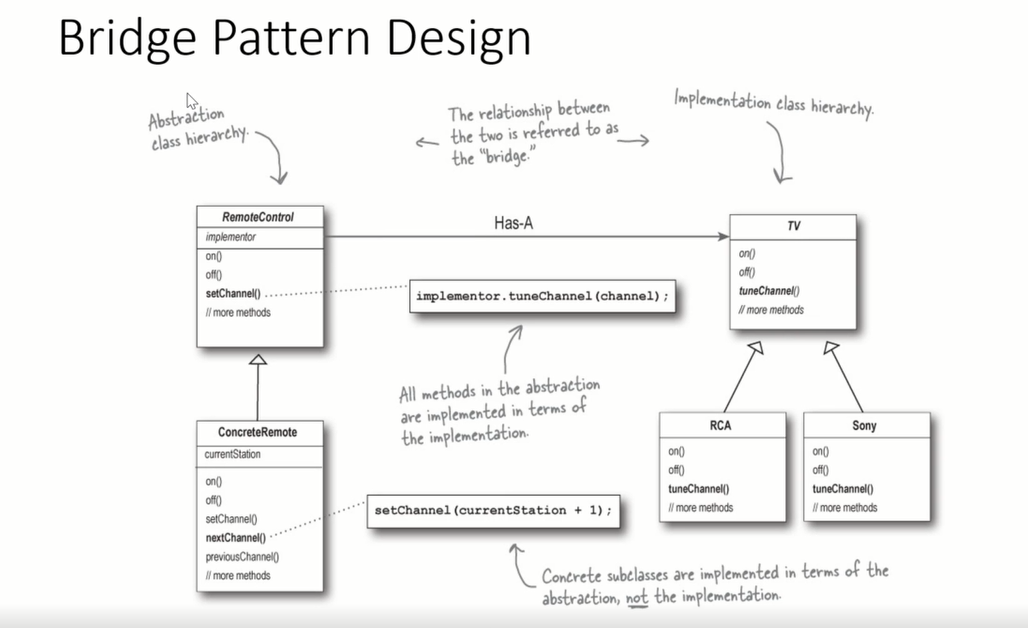 Bridge Pattern Design
Abstraction
class hierarchy.
The relationship between
the two is referred to as
the "bridge."
Implementation class hierarchy.
RemoteControl
implementor
on()
off()
setChannel()
// more methods
Has-A
TV
on()
off()
tuneChannel()
// more methods
implementor.tuneChannel(channel);
All methods in the abstraction
are implemented in terms of
the implementation.
ConcreteRemote
currentStation
on()
off()
setChannel()
nextChannel()
previousChannel()
// more methods
setChannel(currentStation + 1);
RCA
on()
off()
tuneChannel()
// more methods
Sony
on()
off()
tuneChannel()
// more methods
Concrete subclasses are implemented in terms of the
abstraction, not the implementation.